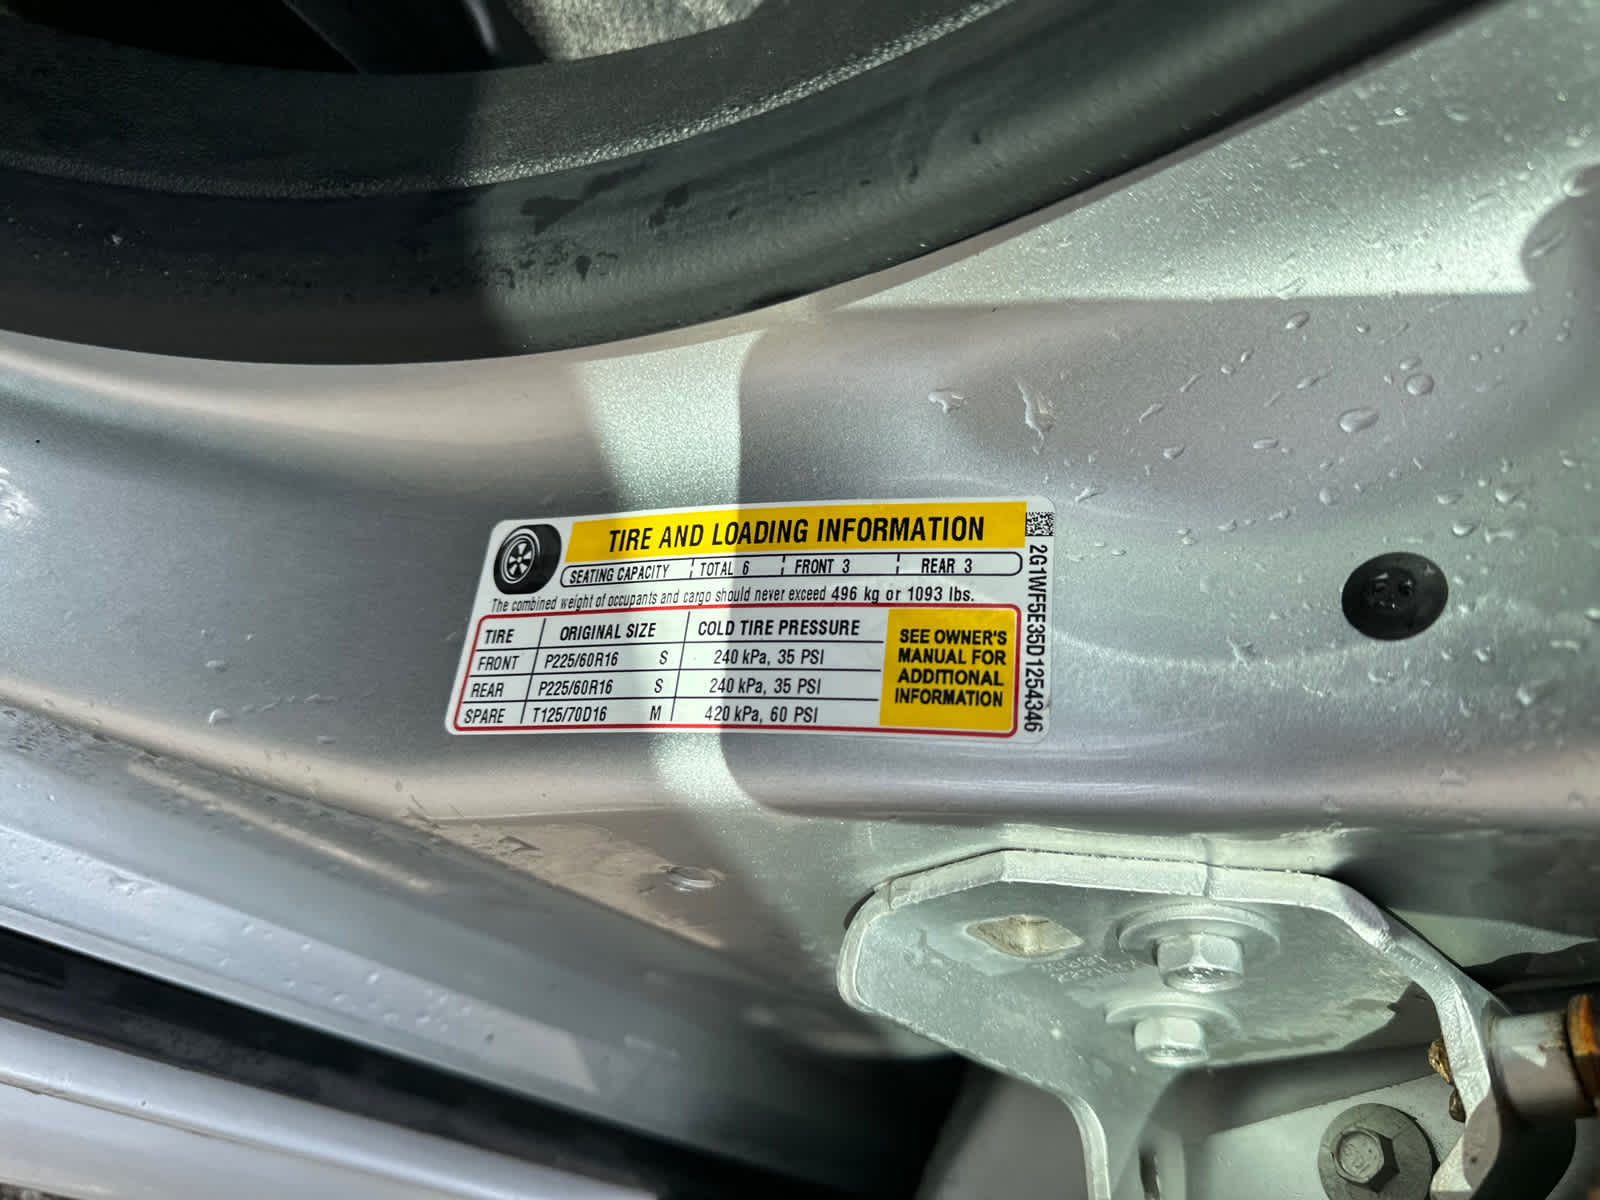 TIRE AND LOADING INFORMATION
SEATING CAPACITY TOTAL 6 FRONT 3 REAR 3
The combined weight of occupants and cargo should never exceed 496 kg or 1093 lbs.
TIRE ORIGINAL SIZE COLD TIRE PRESSURE
FRONT P225/60R16 S 240 kPa, 35 PSI
REAR P225/60R16 S 240 kPa, 35 PSI
SPARE T125/70D16 M 420 kPa, 60 PSI
SEE OWNER'S
MANUAL FOR
ADDITIONAL
INFORMATION
2G1WF5E35D1254346